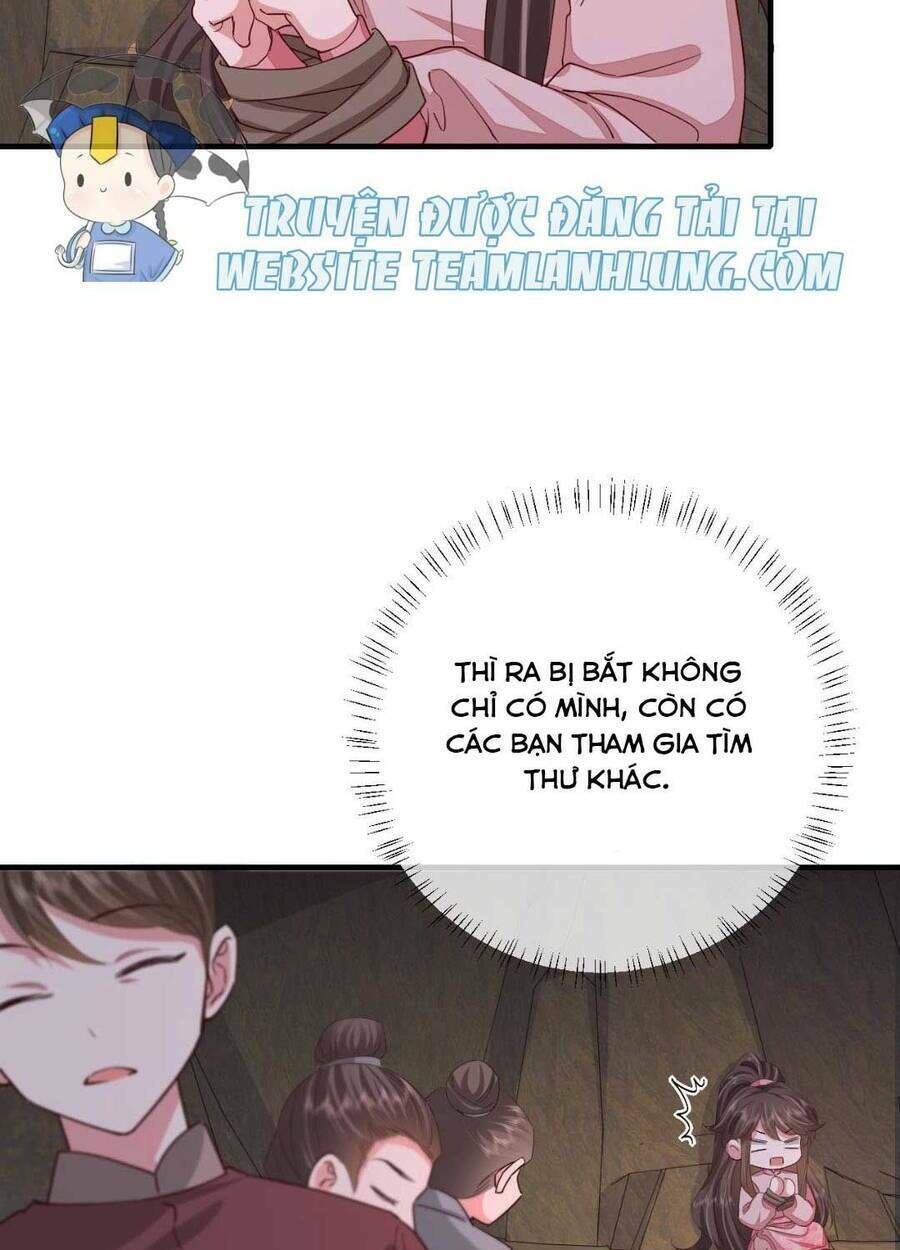 TRUYỆN ĐƯỢC ĐĂNG TẢI TẠI
WEBSITE TEAMLANHLUNG.COM
THÌ RA BỊ BẮT KHÔNG
CHỈ CÓ MÌNH, CÒN CÓ
CÁC BẠN THAM GIA TÌM
THƯ KHÁC.